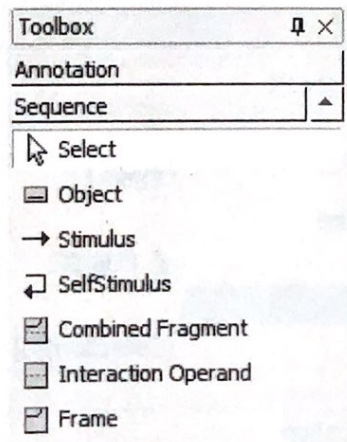 Toolbox
Annotation
Sequence
Select
Object
Stimulus
SelfStimulus
Combined Fragment
Interaction Operand
Frame